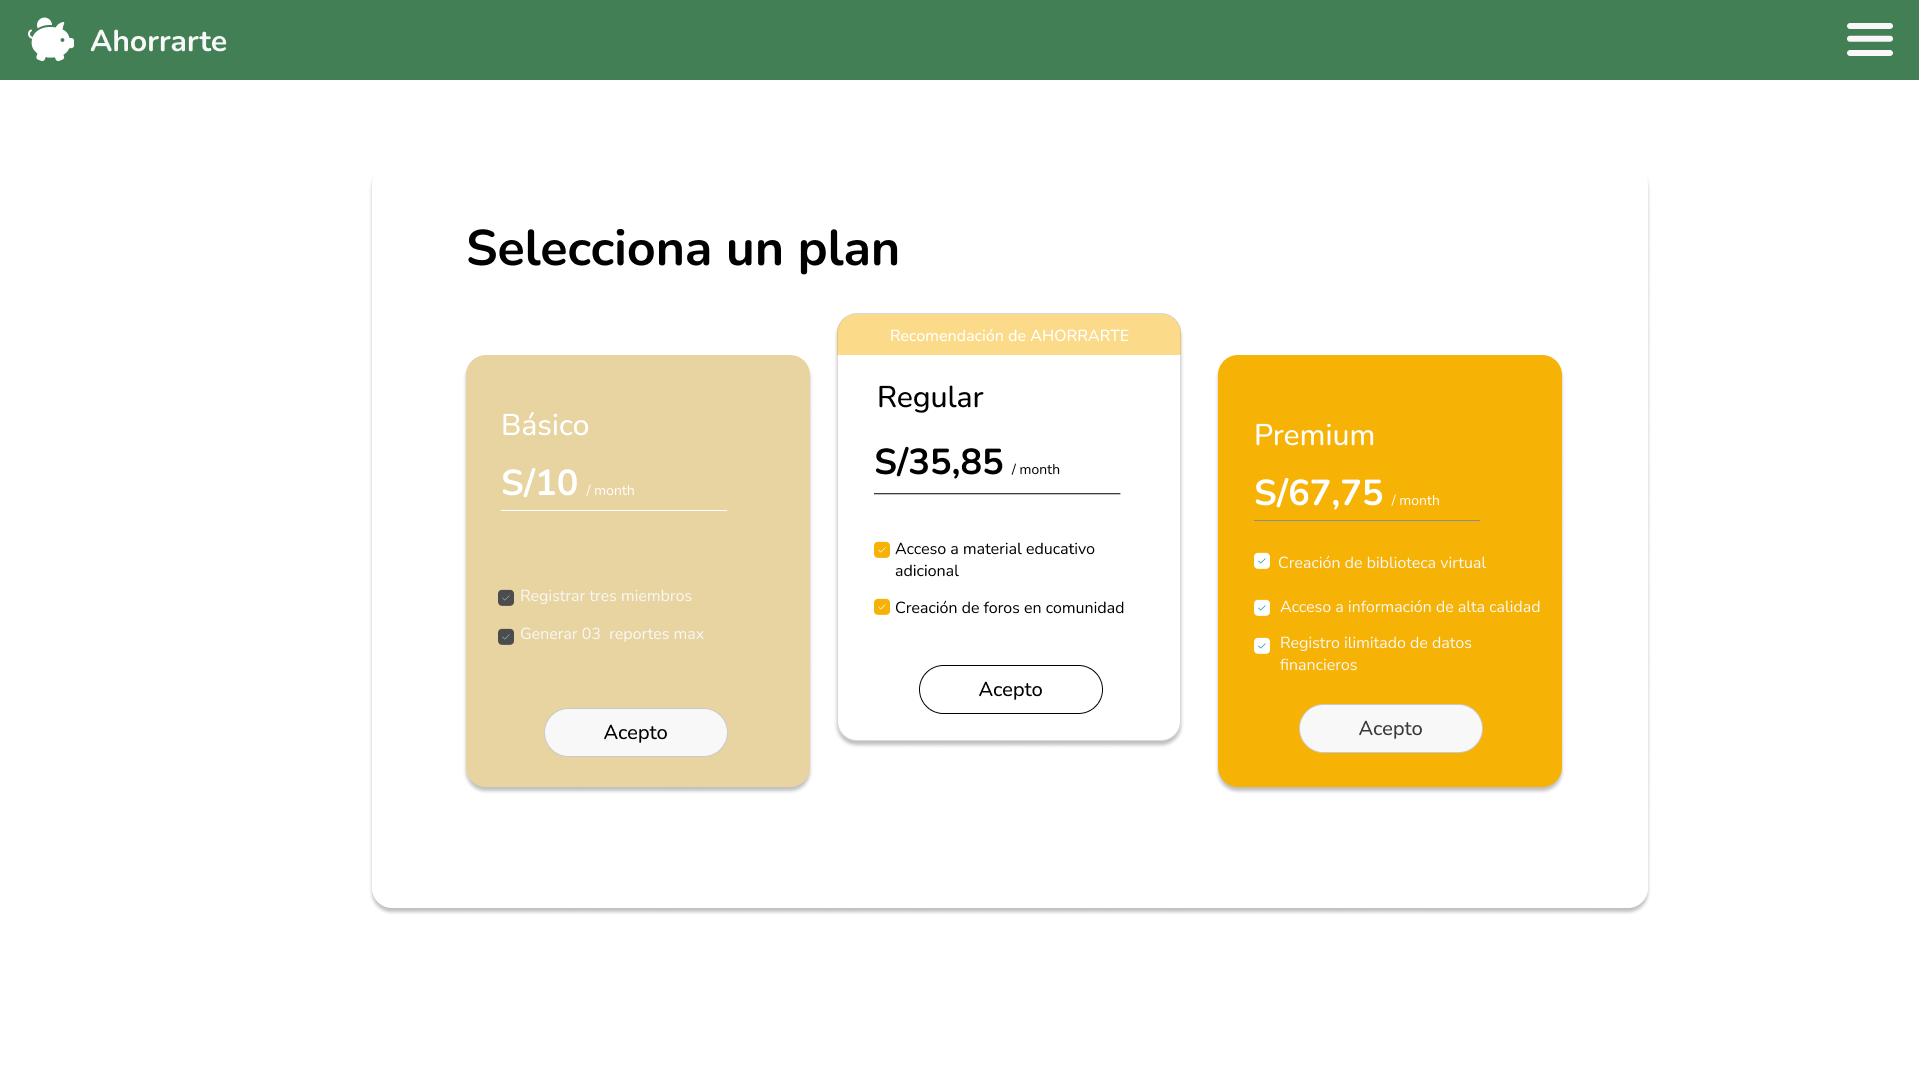 Ahorrarte
Selecciona un plan
Básico
S/10 / month
Registrar tres miembros
Generar 03  reportes max
Acepto
Recomendación de AHORRARTE
Regular
S/35,85 / month
Acceso a material educativo
adicional
Creación de foros en comunidad
Acepto
Premium
S/67,75 / month
Creación de biblioteca virtual
Acceso a información de alta calidad
Registro ilimitado de datos
financieros
Acepto